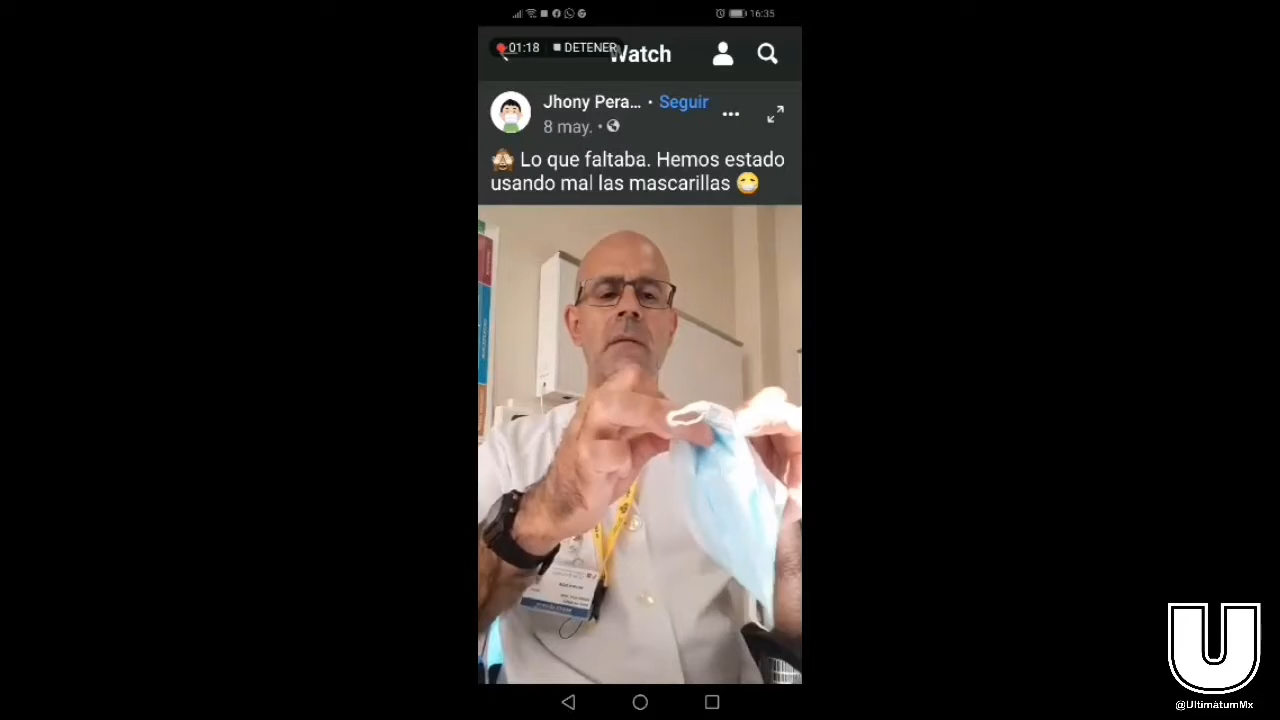 16:35
01:18
DETENER
Watch
Jhony Pera... · Seguir
8 may. ·
🙈 Lo que faltaba. Hemos estado
usando mal las mascarillas 😷
U
@UltimátumMx